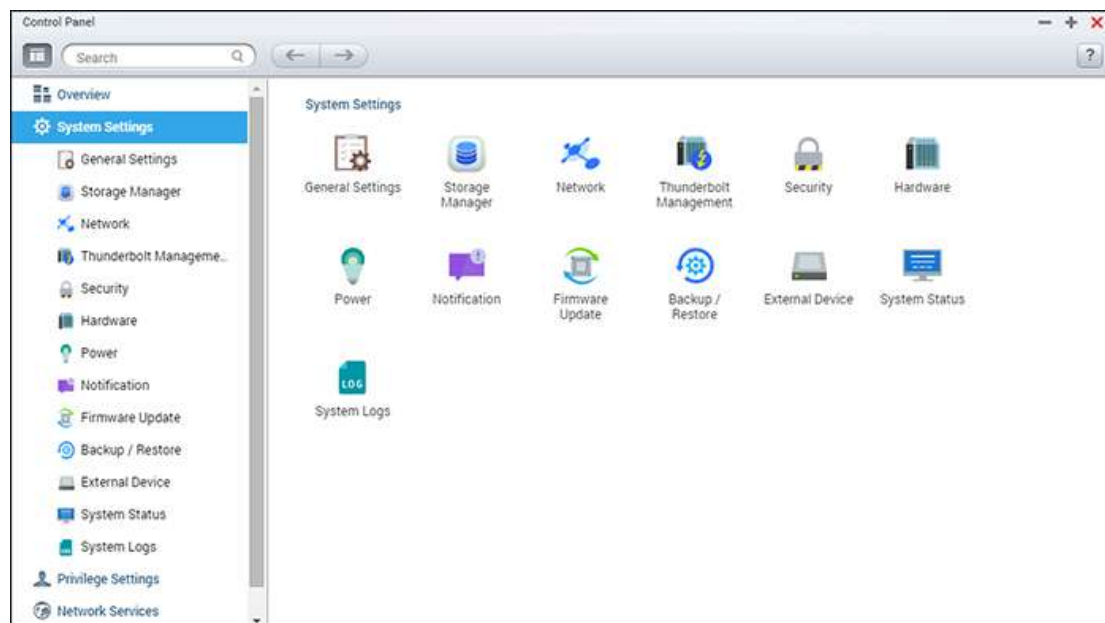 Control Panel
Search
?
Overview
System Settings
General Settings
Storage Manager
Network
Thunderbolt Manageme...
Security
Hardware
Power
Notification
Firmware Update
Backup / Restore
External Device
System Status
System Logs
Privilege Settings
Network Services
System Settings
General Settings
Storage
Manager
Network
Thunderbolt
Management
Security
Hardware
Power
Notification
Firmware
Update
Backup /
Restore
External Device
System Status
LOG
System Logs